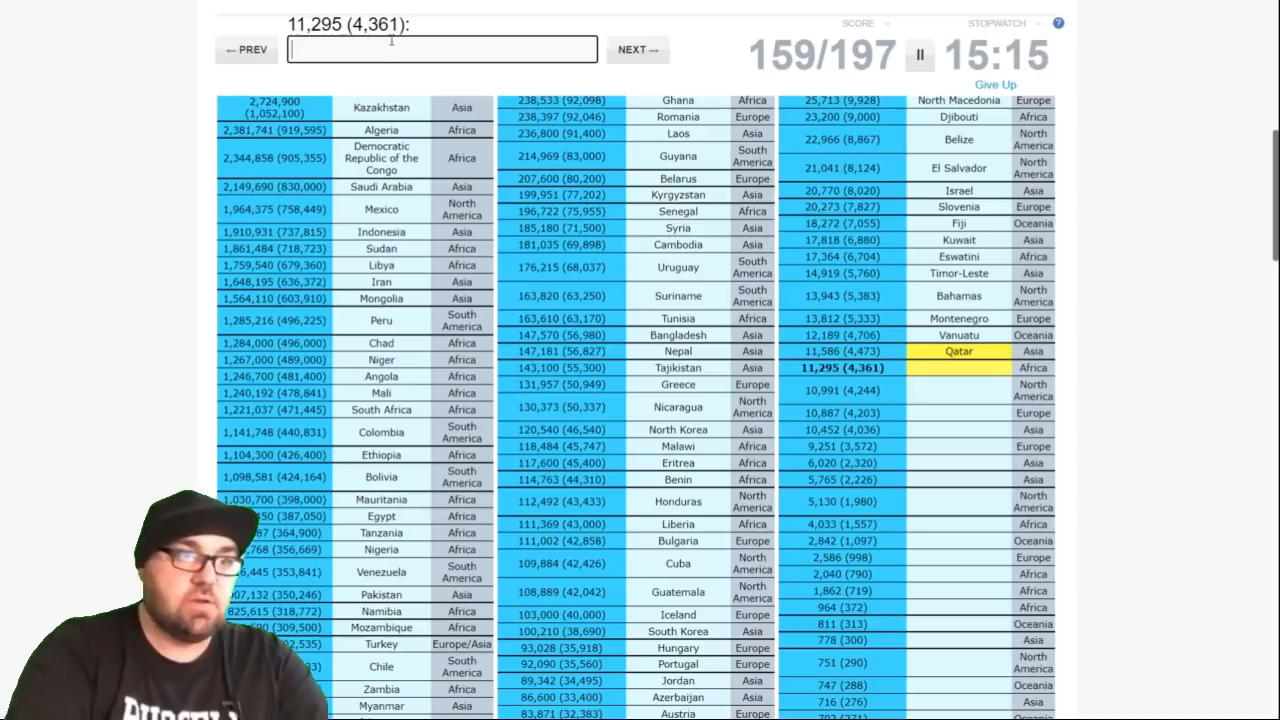 11,295 (4,361):
SCORE
STOPWATCH
?
← PREV
NEXT →
159/197
15:15
Give Up
2,724,900 (1,052,100) Kazakhstan Asia
2,381,741 (919,595) Algeria Africa
2,344,858 (905,355) Democratic Republic of the Congo Africa
2,149,690 (830,000) Saudi Arabia Asia
1,964,375 (758,449) Mexico North America
1,910,931 (737,815) Indonesia Asia
1,861,484 (718,723) Sudan Africa
1,759,540 (679,360) Libya Africa
1,648,195 (636,372) Iran Asia
1,564,110 (603,910) Mongolia Asia
1,285,216 (496,225) Peru South America
1,284,000 (496,000) Chad Africa
1,267,000 (489,000) Niger Africa
1,246,700 (481,400) Angola Africa
1,240,192 (478,841) Mali Africa
1,221,037 (471,445) South Africa Africa
1,141,748 (440,831) Colombia South America
1,104,300 (426,400) Ethiopia Africa
1,098,581 (424,164) Bolivia South America
1,030,700 (398,000) Mauritania Africa
450 (387,050) Egypt Africa
87 (364,900) Tanzania Africa
768 (356,669) Nigeria Africa
6,445 (353,841) Venezuela South America
907,132 (350,246) Pakistan Asia
825,615 (318,772) Namibia Africa
(309,500) Mozambique Africa
,535) Turkey Europe/Asia
Chile South America
Zambia Africa
Myanmar Asia
238,533 (92,098) Ghana Africa
238,397 (92,046) Romania Europe
236,800 (91,400) Laos Asia
214,969 (83,000) Guyana South America
207,600 (80,200) Belarus Europe
199,951 (77,202) Kyrgyzstan Asia
196,722 (75,955) Senegal Africa
185,180 (71,500) Syria Asia
181,035 (69,898) Cambodia Asia
176,215 (68,037) Uruguay South America
163,820 (63,250) Suriname South America
163,610 (63,170) Tunisia Africa
147,570 (56,980) Bangladesh Asia
147,181 (56,827) Nepal Asia
143,100 (55,300) Tajikistan Asia
131,957 (50,949) Greece Europe
130,373 (50,337) Nicaragua North America
120,540 (46,540) North Korea Asia
118,484 (45,747) Malawi Africa
117,600 (45,400) Eritrea Africa
114,763 (44,310) Benin Africa
112,492 (43,433) Honduras North America
111,369 (43,000) Liberia Africa
111,002 (42,858) Bulgaria Europe
109,884 (42,426) Cuba North America
108,889 (42,042) Guatemala North America
103,000 (40,000) Iceland Europe
100,210 (38,690) South Korea Asia
93,028 (35,918) Hungary Europe
92,090 (35,560) Portugal Europe
89,342 (34,495) Jordan Asia
86,600 (33,400) Azerbaijan Asia
83,871 (32,383) Austria Europe
25,713 (9,928) North Macedonia Europe
23,200 (9,000) Djibouti Africa
22,966 (8,867) Belize North America
21,041 (8,124) El Salvador North America
20,770 (8,020) Israel Asia
20,273 (7,827) Slovenia Europe
18,272 (7,055) Fiji Oceania
17,818 (6,880) Kuwait Asia
17,364 (6,704) Eswatini Africa
14,919 (5,760) Timor-Leste Asia
13,943 (5,383) Bahamas North America
13,812 (5,333) Montenegro Europe
12,189 (4,706) Vanuatu Oceania
11,586 (4,473) Qatar Asia
11,295 (4,361) Africa
10,991 (4,244) North America
10,887 (4,203) Europe
10,452 (4,036) Asia
9,251 (3,572) Europe
6,020 (2,320) Asia
5,765 (2,226) Asia
5,130 (1,980) North America
4,033 (1,557) Africa
2,842 (1,097) Oceania
2,586 (998) Europe
2,040 (790) Africa
1,862 (719) Africa
964 (372) Africa
811 (313) Oceania
778 (300) Asia
751 (290) North America
747 (288) Oceania
716 (276) Asia
702 (271) Oceania